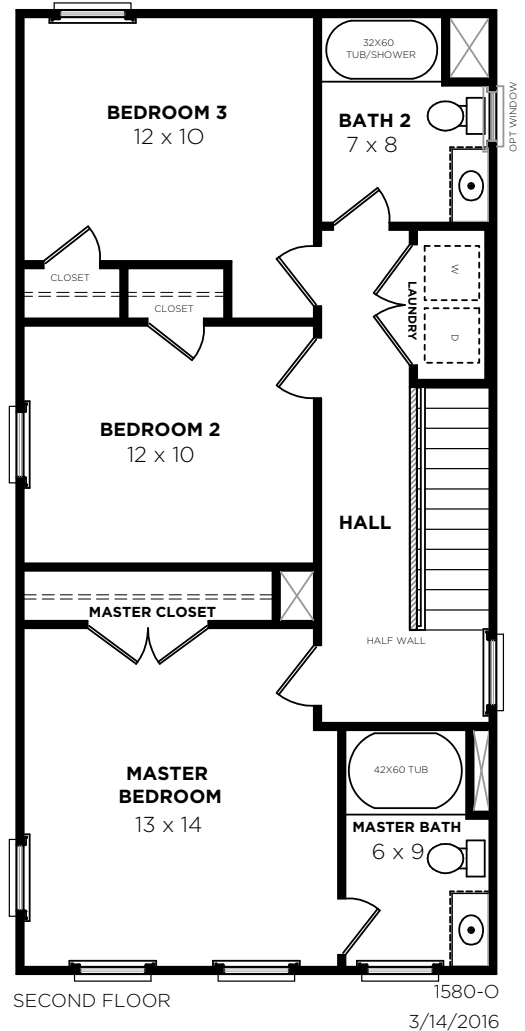 32X60
TUB/SHOWER
BEDROOM 3
12 x 10
BATH 2
7 x 8
OPT WINDOW
CLOSET
CLOSET
W
LAUNDRY
D
BEDROOM 2
12 x 10
HALL
MASTER CLOSET
HALF WALL
MASTER
BEDROOM
13 x 14
42X60 TUB
MASTER BATH
6 x 9
SECOND FLOOR
1580-O
3/14/2016